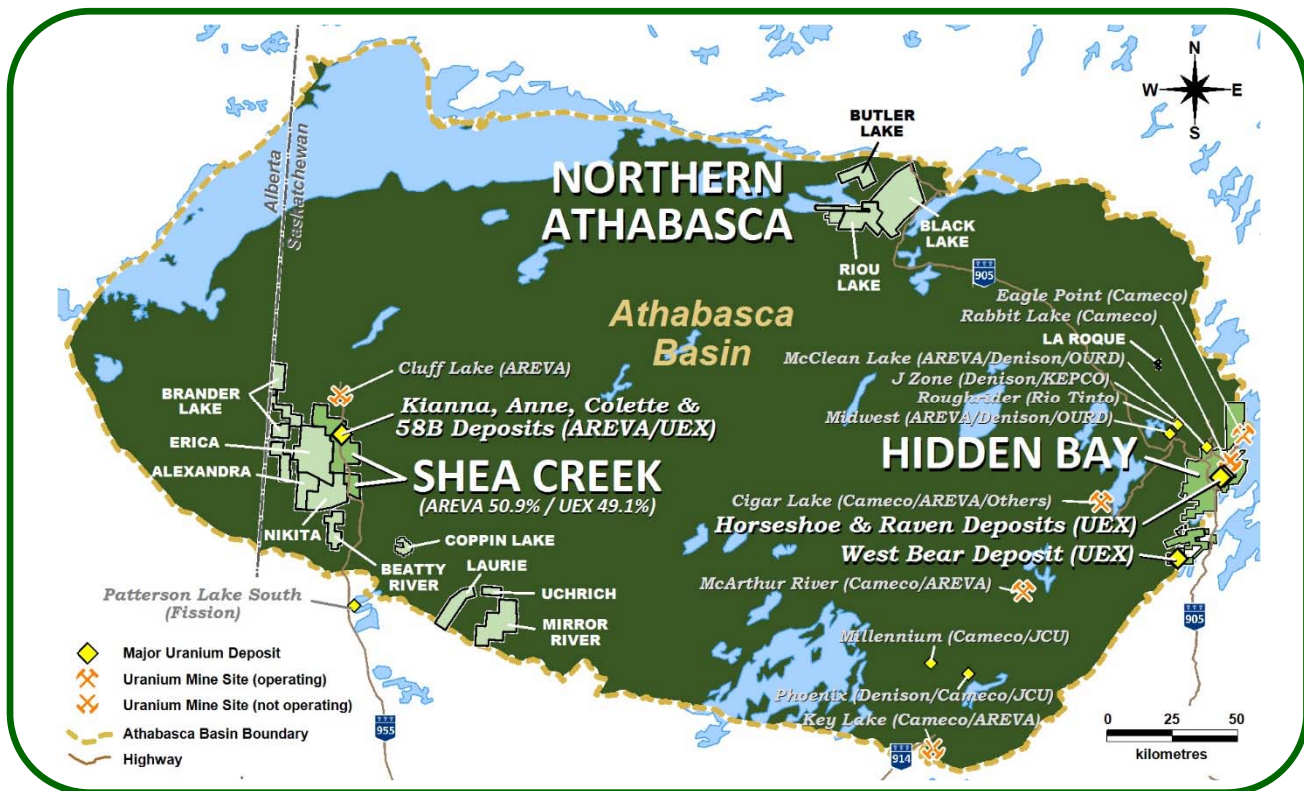 N
W
E
S
BUTLER
LAKE
NORTHERN
ATHABASCA
BLACK
LAKE
RIOU
LAKE
Alberta
Saskatchewan
905
Athabasca
Basin
Eagle Point (Cameco)
Rabbit Lake (Cameco)
LA ROQUE
McClean Lake (AREVA/Denison/OURD)
J Zone (Denison/KEPCO)
Roughrider (Rio Tinto)
Midwest (AREVA/Denison/OURD)
HIDDEN BAY
Cluff Lake (AREVA)
BRANDER
LAKE
Kianna, Anne, Colette &
58B Deposits (AREVA/UEX)
ERICA
ALEXANDRA
SHEA CREEK
(AREVA 50.9% / UEX 49.1%)
Cigar Lake (Cameco/AREVA/Others)
Horseshoe & Raven Deposits (UEX)
West Bear Deposit (UEX)
NIKITA
COPPIN LAKE
BEATTY
RIVER
LAURIE
UCHRICH
MIRROR
RIVER
McArthur River (Cameco/AREVA)
Patterson Lake South
(Fission)
905
Millennium (Cameco/JCU)
Phoenix (Denison/Cameco/JCU)
Key Lake (Cameco/AREVA)
914
955
Major Uranium Deposit
Uranium Mine Site (operating)
Uranium Mine Site (not operating)
Athabasca Basin Boundary
Highway
0 25 50
kilometres